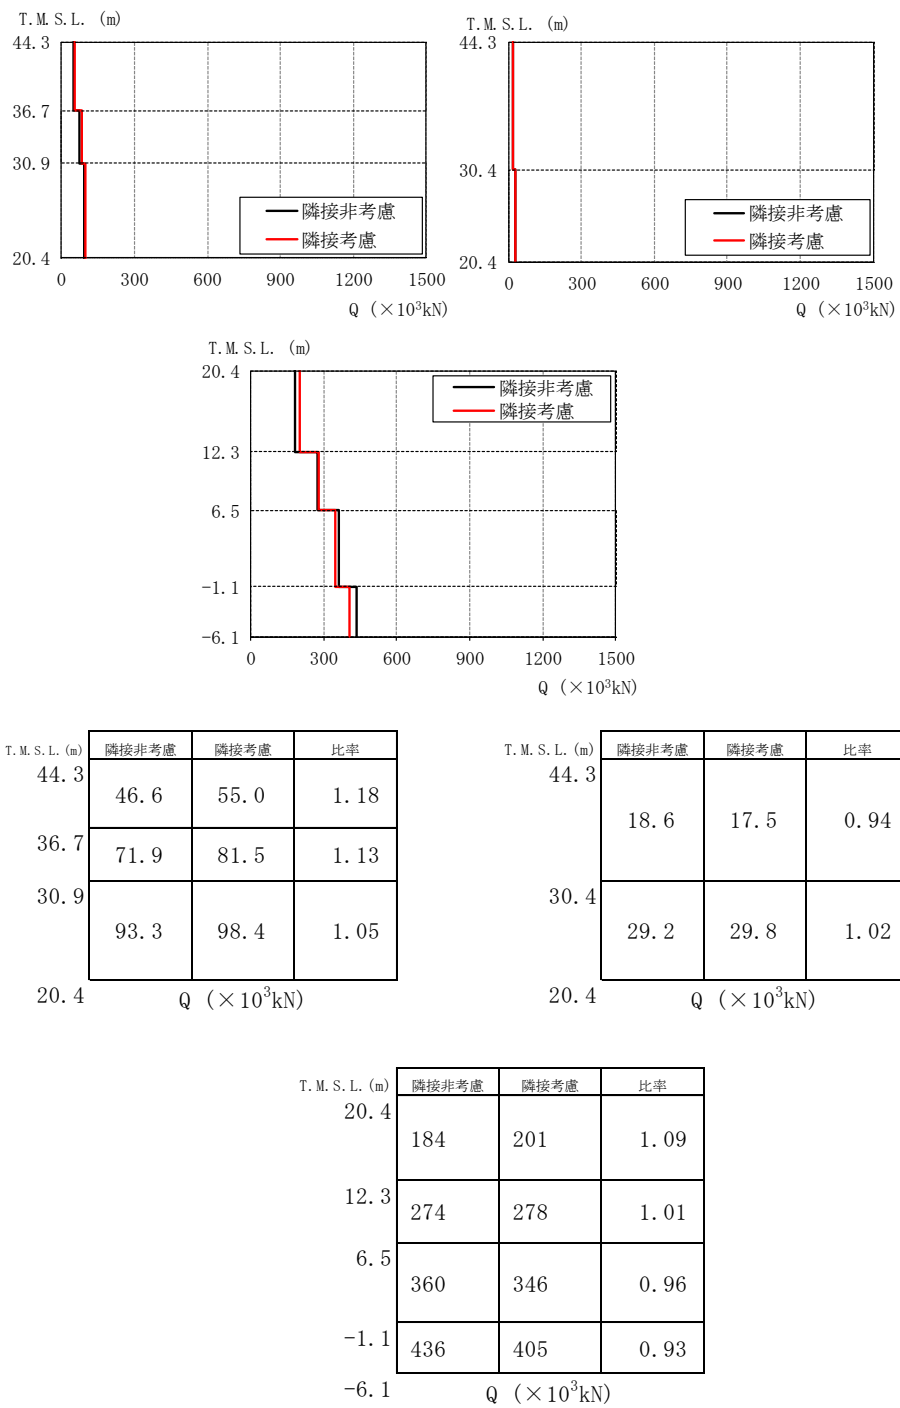 T.M.S.L. (m)
44.3
36.7
30.9
20.4
隣接非考慮
隣接考慮
0 300 600 900 1200 1500
Q (×10³kN)
T.M.S.L. (m)
44.3
30.4
20.4
隣接非考慮
隣接考慮
0 300 600 900 1200 1500
Q (×10³kN)
T.M.S.L. (m)
20.4
12.3
6.5
-1.1
-6.1
隣接非考慮
隣接考慮
0 300 600 900 1200 1500
Q (×10³kN)
T.M.S.L.(m) 隣接非考慮 隣接考慮 比率
44.3
46.6 55.0 1.18
36.7
71.9 81.5 1.13
30.9
93.3 98.4 1.05
20.4
Q (×10³kN)
T.M.S.L.(m) 隣接非考慮 隣接考慮 比率
44.3
18.6 17.5 0.94
30.4
29.2 29.8 1.02
20.4
Q (×10³kN)
T.M.S.L.(m) 隣接非考慮 隣接考慮 比率
20.4
184 201 1.09
12.3
274 278 1.01
6.5
360 346 0.96
-1.1
436 405 0.93
-6.1
Q (×10³kN)